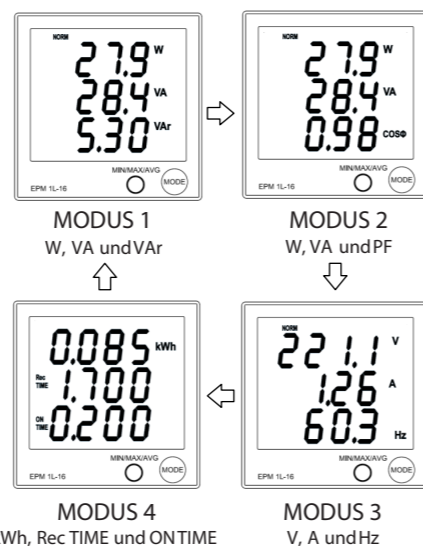 NORM
27.9 W
28.4 VA
5.30 VAr
MIN/MAX/AVG
MODE
EPM 1L-16
MODUS 1
W, VA und VAr
NORM
27.9 W
28.4 VA
0.98 COSΦ
MIN/MAX/AVG
MODE
EPM 1L-16
MODUS 2
W, VA und PF
0.085 kWh
Rec TIME 1.700
ON TIME 0.200
MIN/MAX/AVG
MODE
EPM 1L-16
MODUS 4
Wh, Rec TIME und ON TIME
NORM
221.1 V
1.26 A
60.3 Hz
MIN/MAX/AVG
MODE
EPM 1L-16
MODUS 3
V, A und Hz